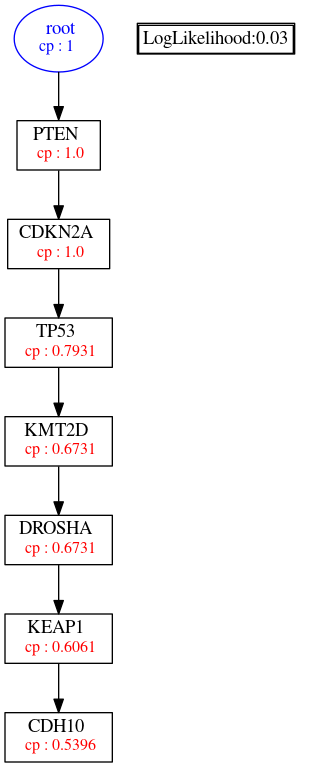 root
cp : 1
LogLikelihood:0.03
PTEN
cp : 1.0
CDKN2A
cp : 1.0
TP53
cp : 0.7931
KMT2D
cp : 0.6731
DROSHA
cp : 0.6731
KEAP1
cp : 0.6061
CDH10
cp : 0.5396